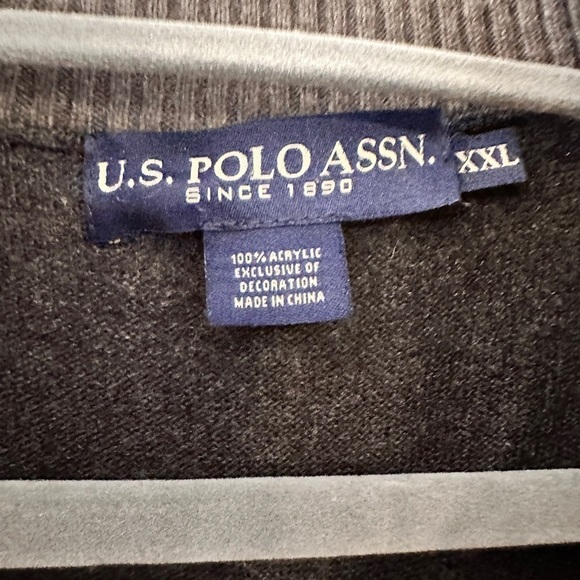 U.S. POLO ASSN.
SINCE 1890
XXL
100% ACRYLIC
EXCLUSIVE OF
DECORATION
MADE IN CHINA